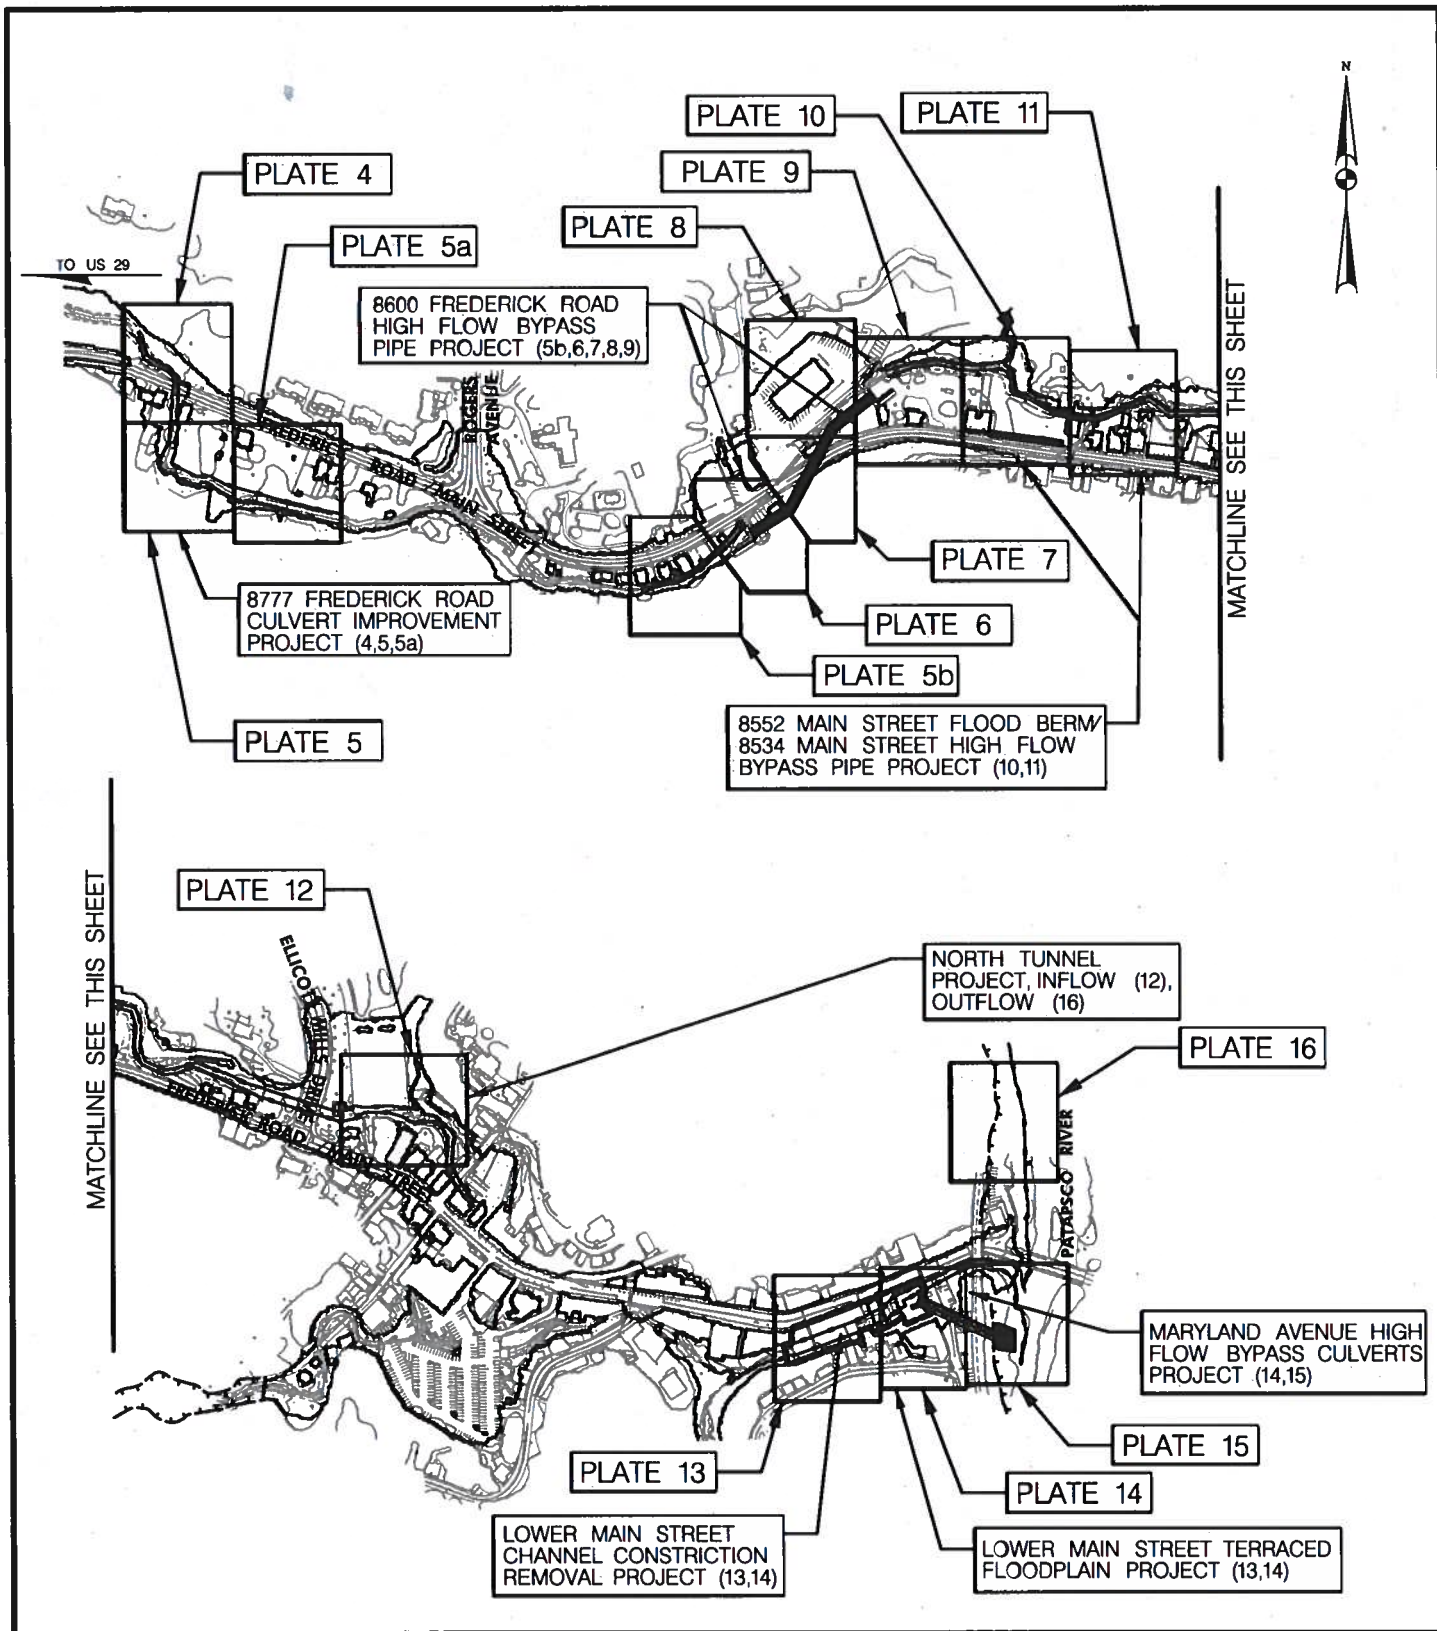 N
PLATE 10
PLATE 11
PLATE 4
PLATE 9
PLATE 8
PLATE 5a
TO US 29
8600 FREDERICK ROAD
HIGH FLOW BYPASS
PIPE PROJECT (5b,6,7,8,9)
MATCHLINE SEE THIS SHEET
ROGERS
AVENUE
FREDERICK ROAD / MAIN STREET
PLATE 7
8777 FREDERICK ROAD
CULVERT IMPROVEMENT
PROJECT (4,5,5a)
PLATE 6
PLATE 5b
PLATE 5
8552 MAIN STREET FLOOD BERM/
8534 MAIN STREET HIGH FLOW
BYPASS PIPE PROJECT (10,11)
MATCHLINE SEE THIS SHEET
PLATE 12
ELLICOTT MILLS DRIVE
NORTH TUNNEL
PROJECT, INFLOW (12),
OUTFLOW (16)
PLATE 16
FREDERICK ROAD / MAIN STREET
PATAPSCO RIVER
MARYLAND AVENUE HIGH
FLOW BYPASS CULVERTS
PROJECT (14,15)
PLATE 15
PLATE 13
PLATE 14
LOWER MAIN STREET
CHANNEL CONSTRICTION
REMOVAL PROJECT (13,14)
LOWER MAIN STREET TERRACED
FLOODPLAIN PROJECT (13,14)